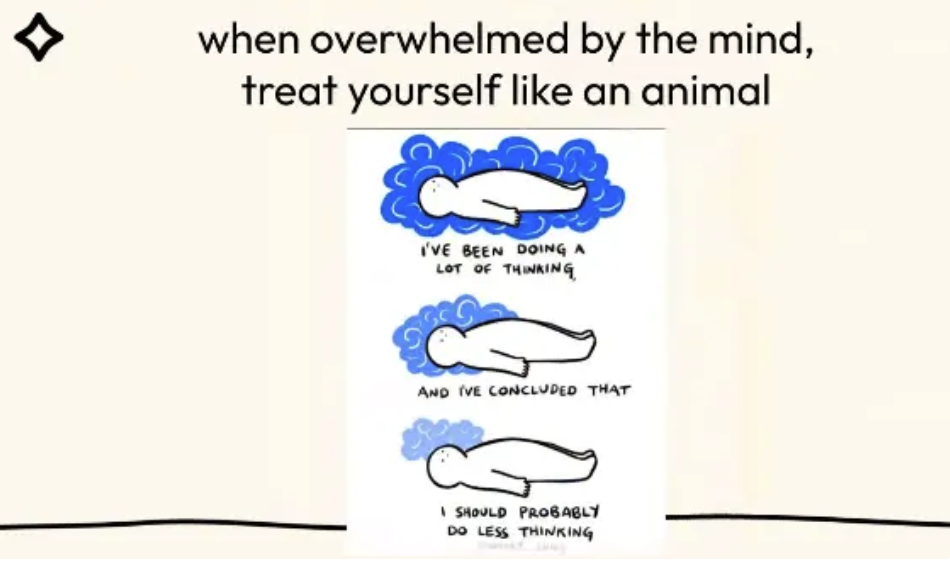 when overwhelmed by the mind,
treat yourself like an animal
I'VE BEEN DOING A
LOT OF THINKING,
AND I'VE CONCLUDED THAT
I SHOULD PROBABLY
DO LESS THINKING